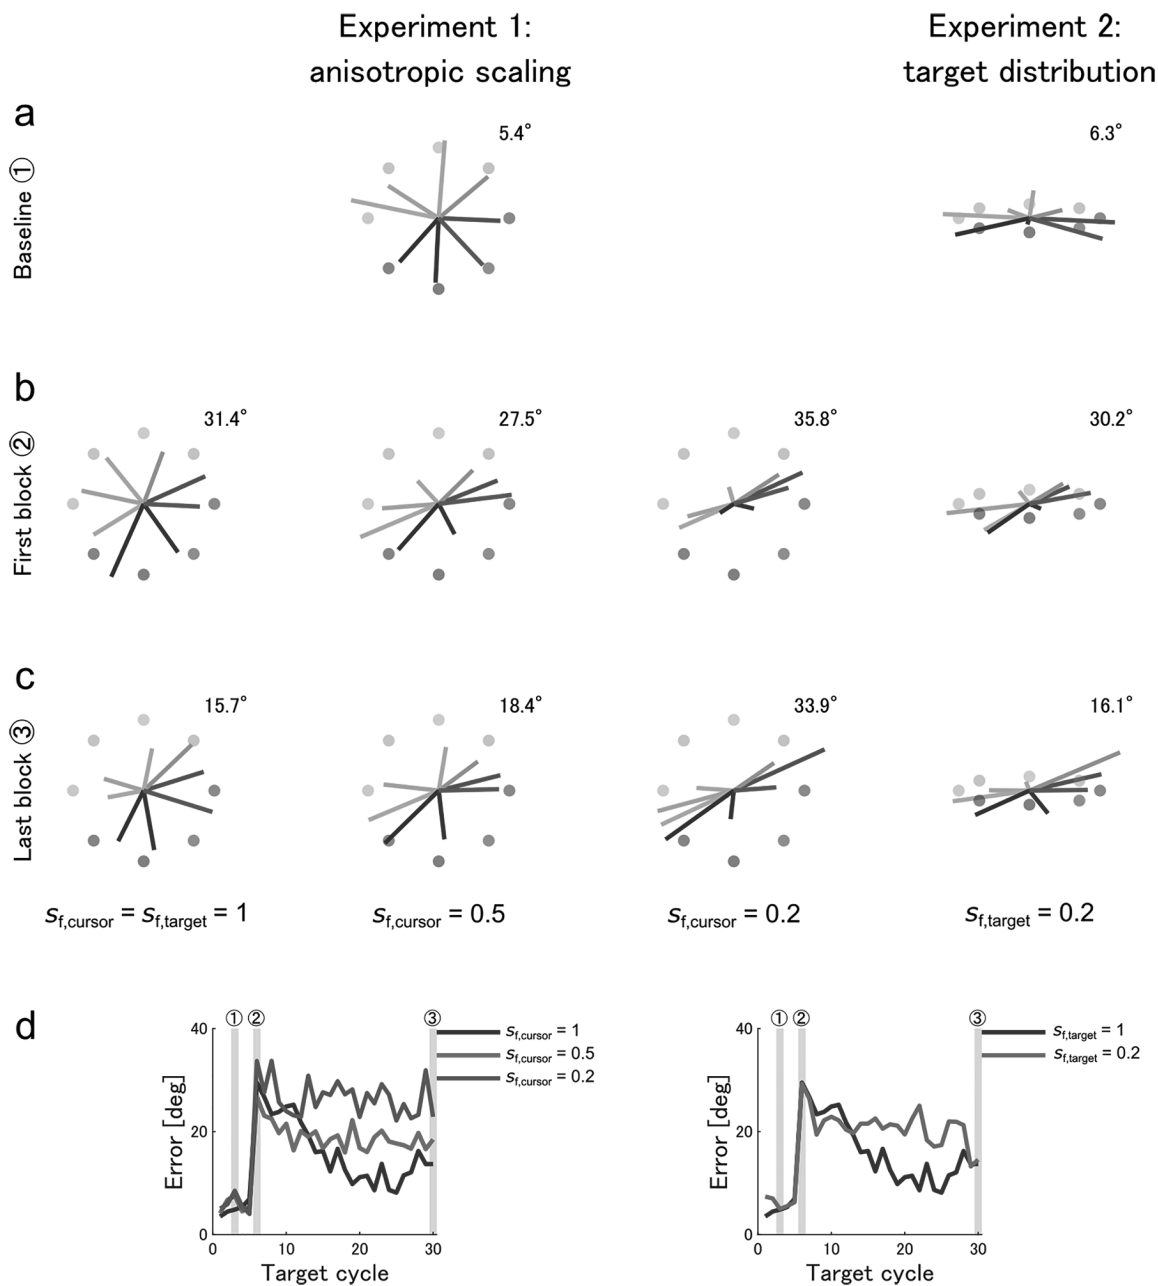 Experiment 1:
anisotropic scaling
Experiment 2:
target distribution
a
Baseline ①
5.4°
6.3°
b
First block ②
31.4°
27.5°
35.8°
30.2°
c
Last block ③
15.7°
18.4°
33.9°
16.1°
sf,cursor = sf,target = 1
sf,cursor = 0.5
sf,cursor = 0.2
sf,target = 0.2
d
① ② ③
sf,cursor = 1
sf,cursor = 0.5
sf,cursor = 0.2
Error [deg]
40
20
0
0 10 20 30
Target cycle
① ② ③
sf,target = 1
sf,target = 0.2
Error [deg]
40
20
0
0 10 20 30
Target cycle